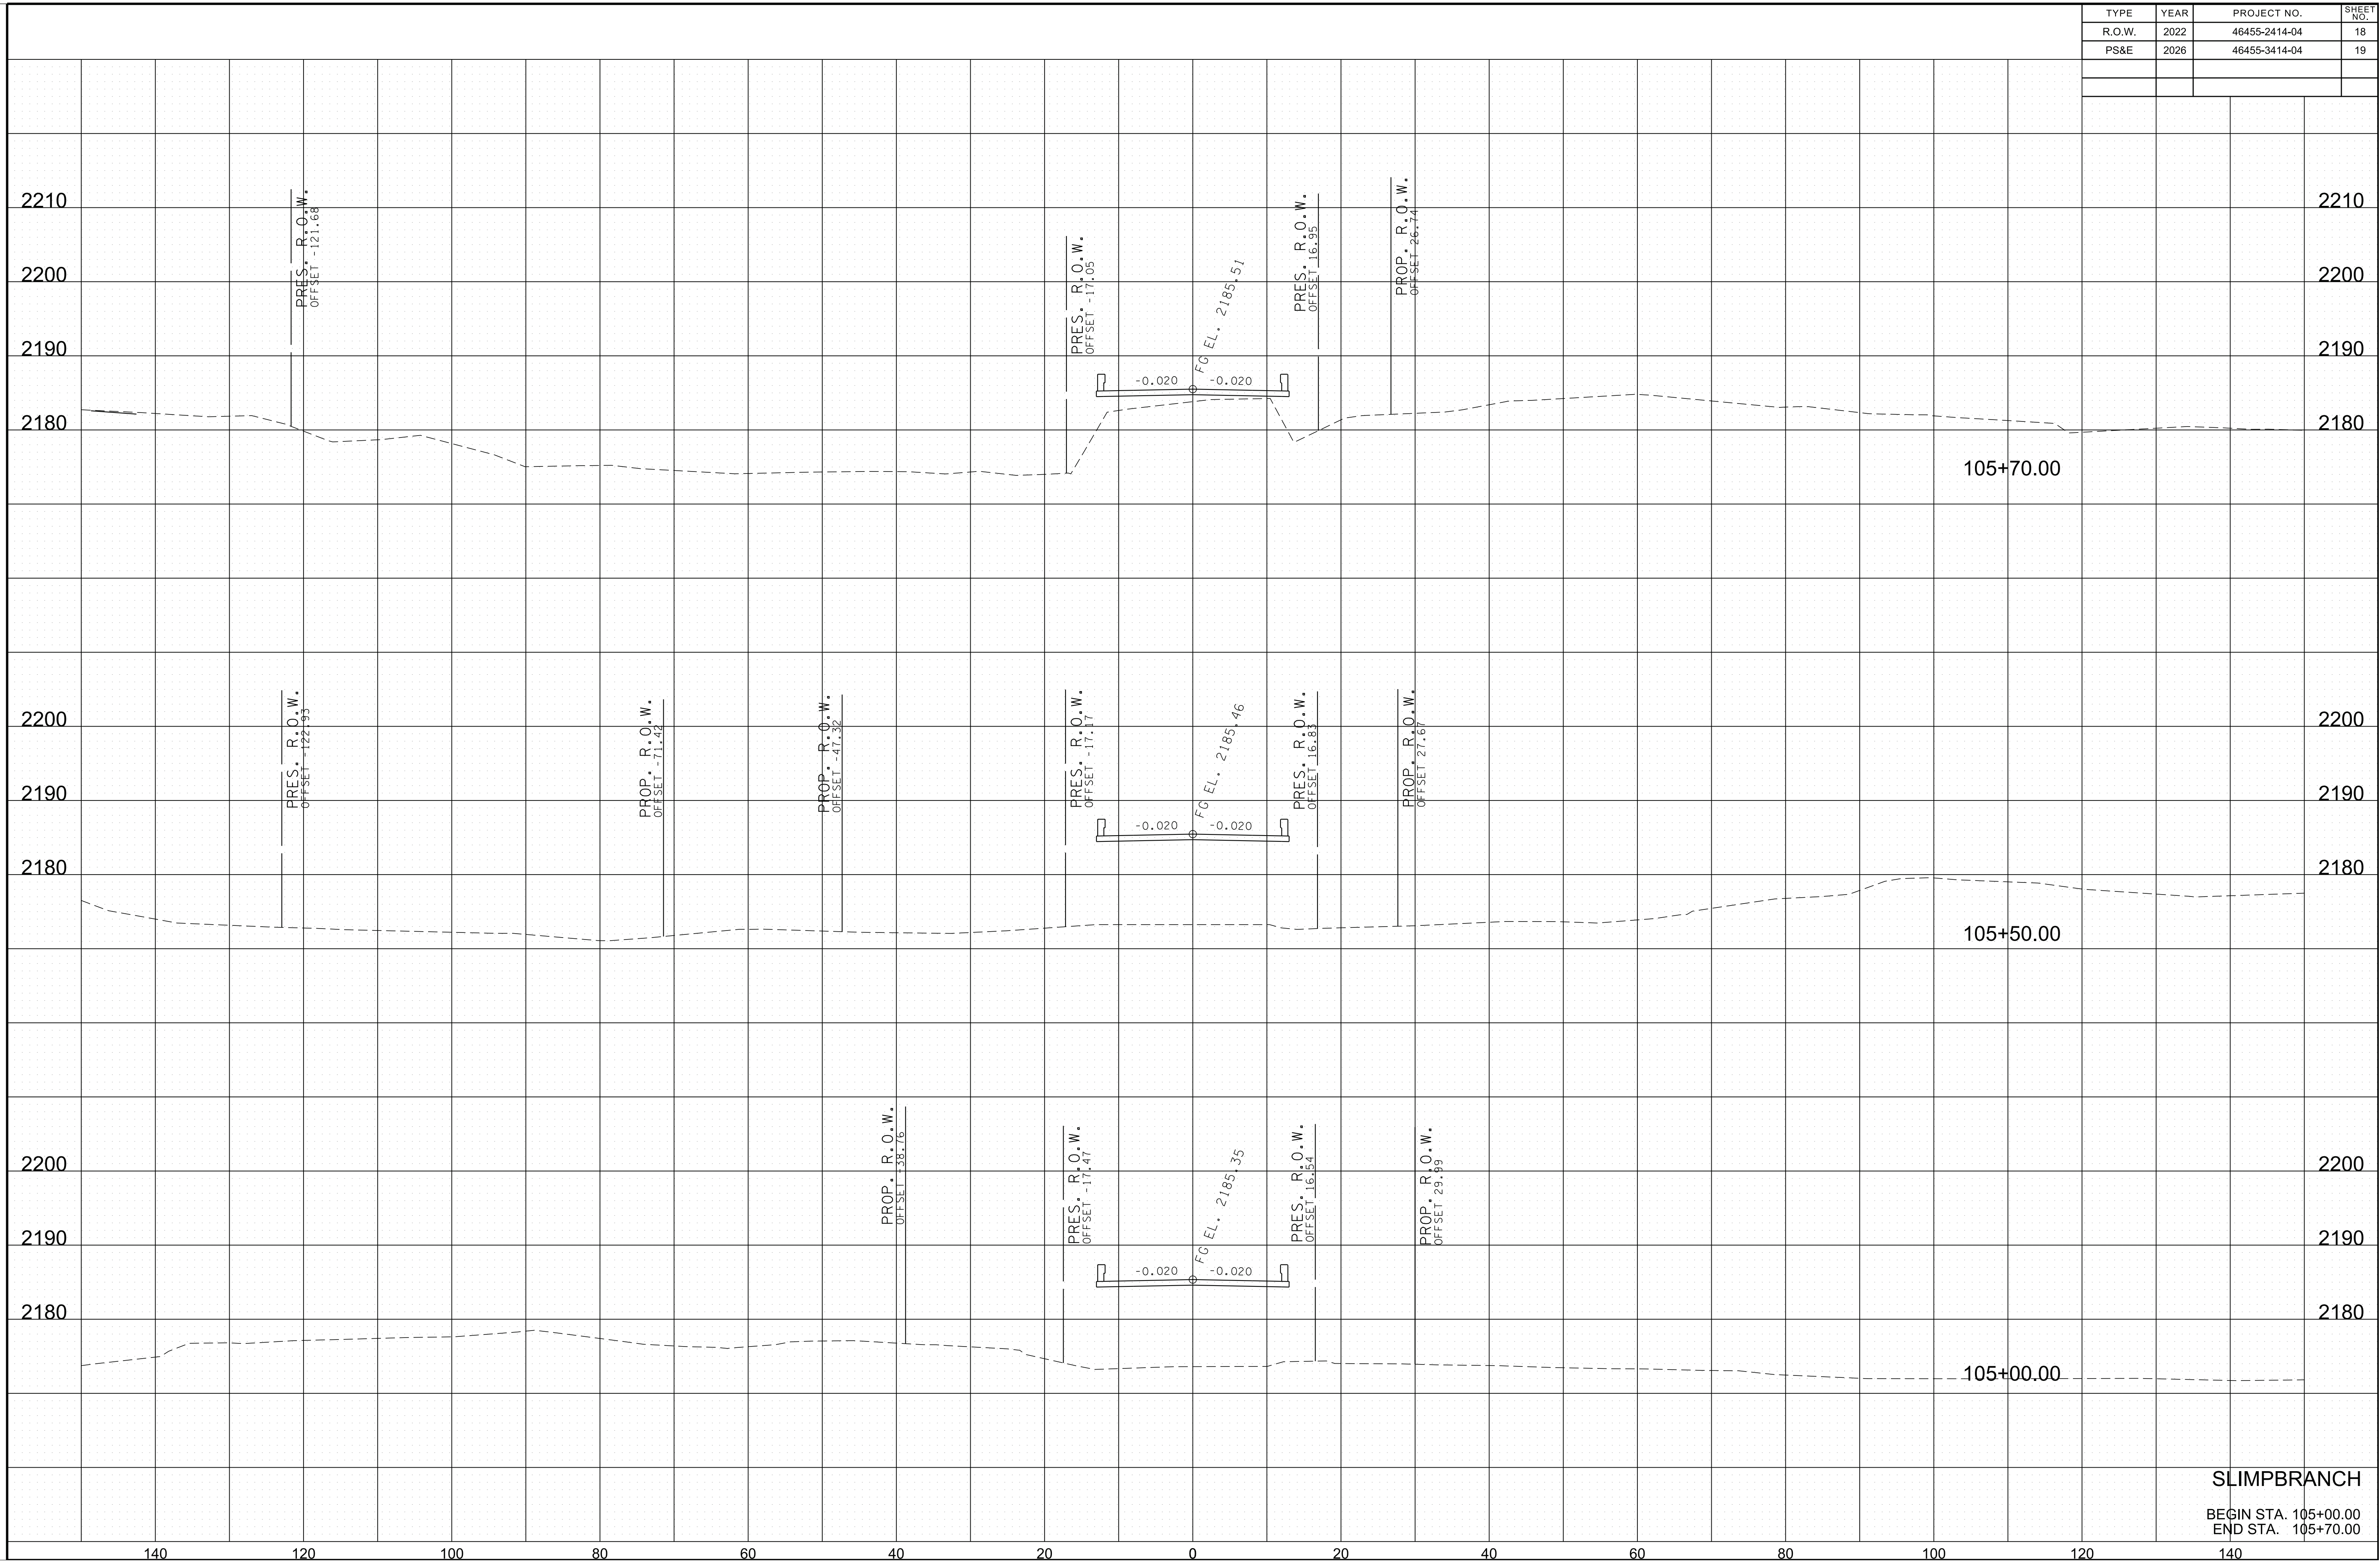 TYPE YEAR PROJECT NO. SHEET NO.
R.O.W. 2022 46455-2414-04 18
PS&E 2026 46455-3414-04 19
2210 2210
2200 2200
2190 2190
2180 2180
PRES. R.O.W.
OFFSET -121.68
PRES. R.O.W.
OFFSET -17.05
FG EL. 2185.51
-0.020 -0.020
PRES. R.O.W.
OFFSET 16.95
PROP. R.O.W.
OFFSET 26.74
105+70.00
2200 2200
2190 2190
2180 2180
PRES. R.O.W.
OFFSET -122.93
PROP. R.O.W.
OFFSET -71.42
PROP. R.O.W.
OFFSET -47.32
PRES. R.O.W.
OFFSET -17.17
FG EL. 2185.46
-0.020 -0.020
PRES. R.O.W.
OFFSET 16.83
PROP. R.O.W.
OFFSET 27.67
105+50.00
2200 2200
2190 2190
2180 2180
PROP. R.O.W.
OFFSET -38.76
PRES. R.O.W.
OFFSET -17.47
FG EL. 2185.35
-0.020 -0.020
PRES. R.O.W.
OFFSET 16.54
PROP. R.O.W.
OFFSET 29.99
105+00.00
SLIMPBRANCH
BEGIN STA. 105+00.00
END STA. 105+70.00
140 120 100 80 60 40 20 0 20 40 60 80 100 120 140